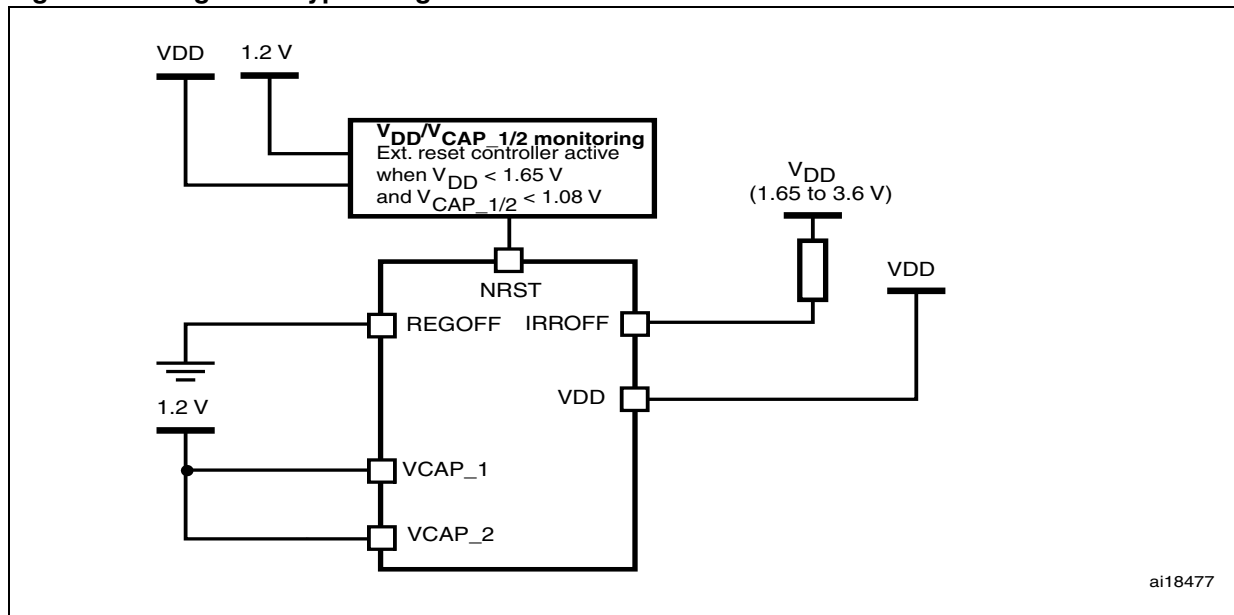 VDD 1.2 V
VDD/VCAP_1/2 monitoring
Ext. reset controller active
when VDD < 1.65 V
and VCAP_1/2 < 1.08 V
VDD
(1.65 to 3.6 V)
VDD
NRST
REGOFF IRROFF
VDD
1.2 V
VCAP_1
VCAP_2
ai18477